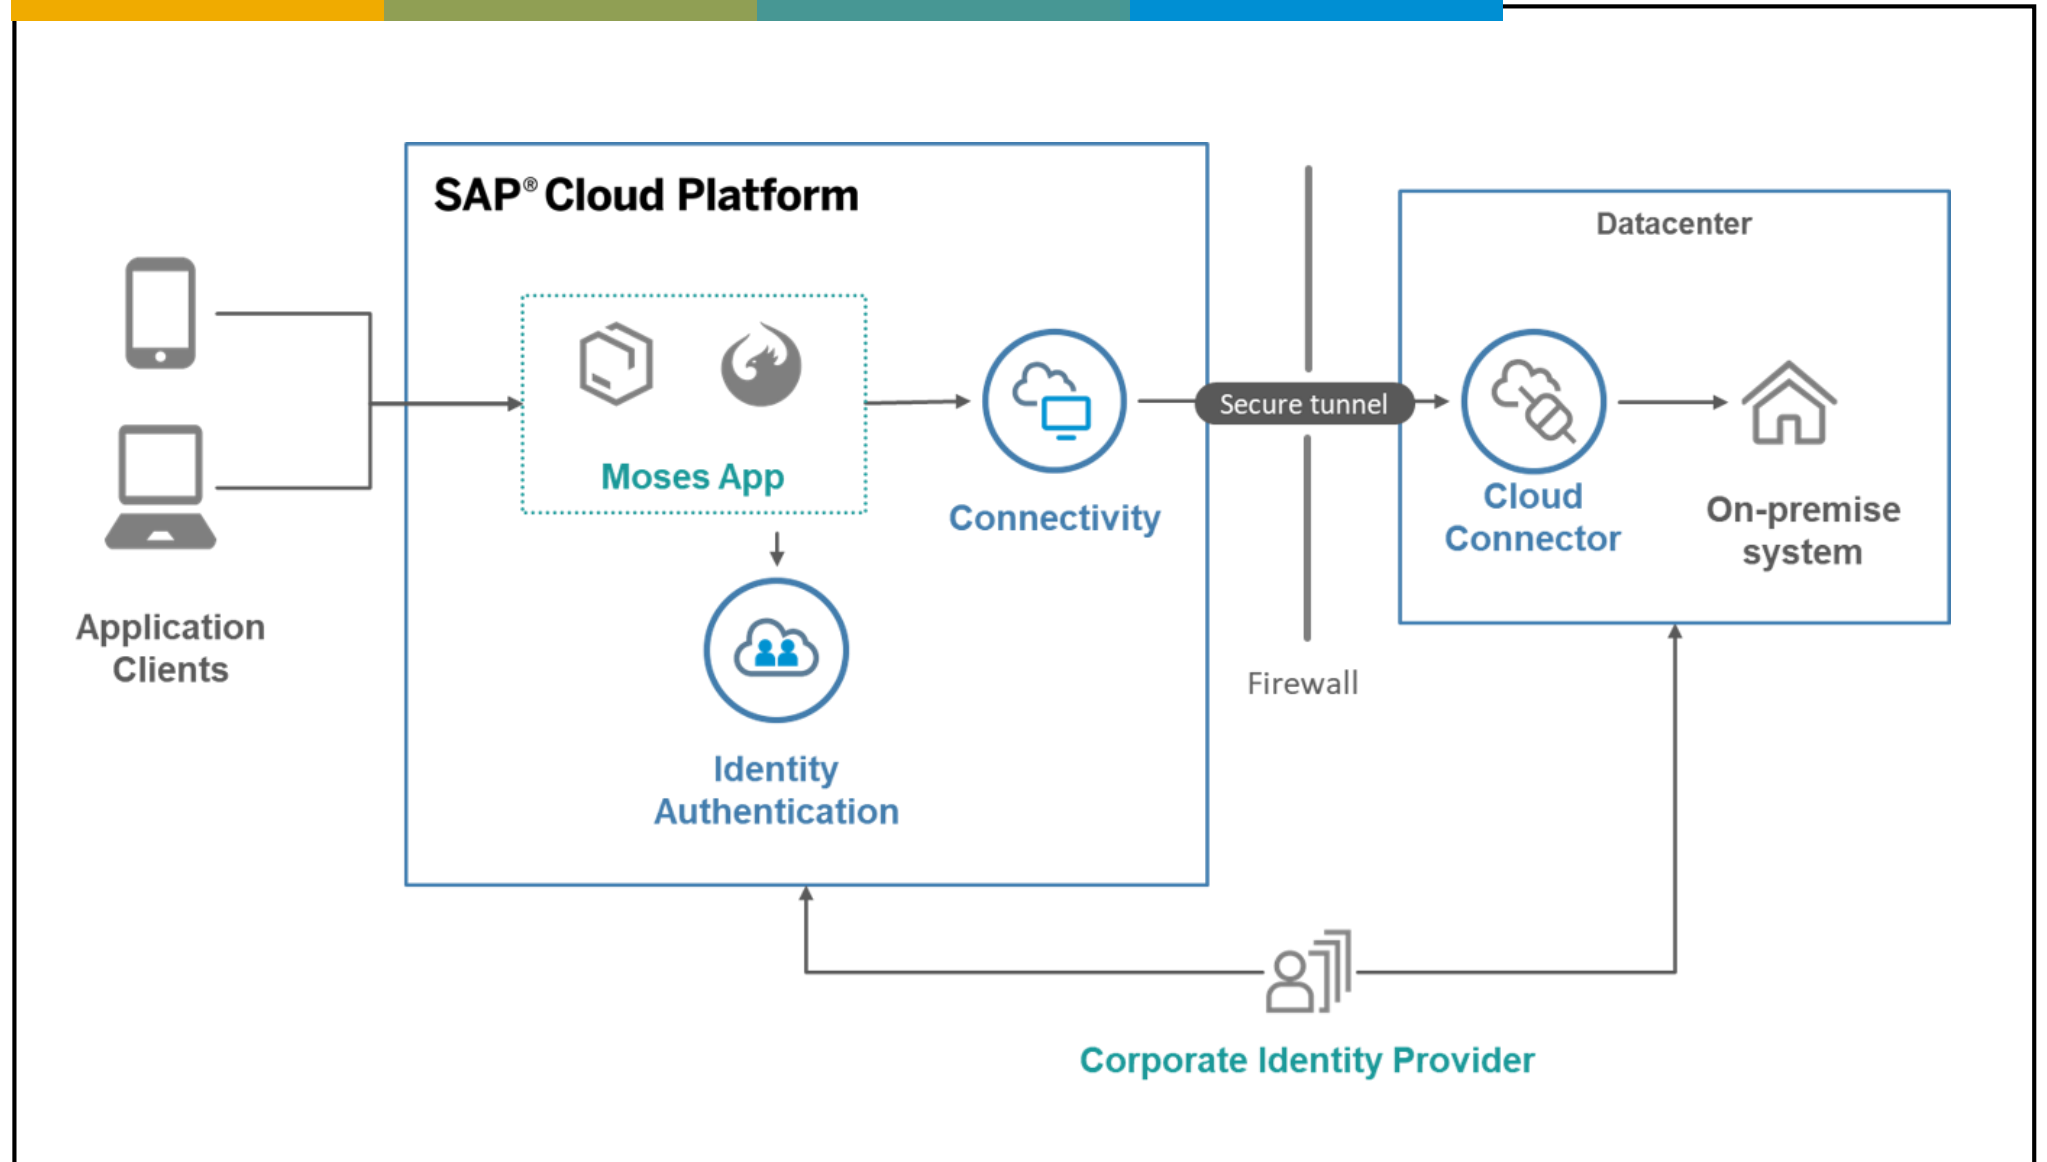 SAP® Cloud Platform
Datacenter
Secure tunnel
Moses App
Connectivity
Cloud
Connector
On-premise
system
Application
Clients
Firewall
Identity
Authentication
Corporate Identity Provider